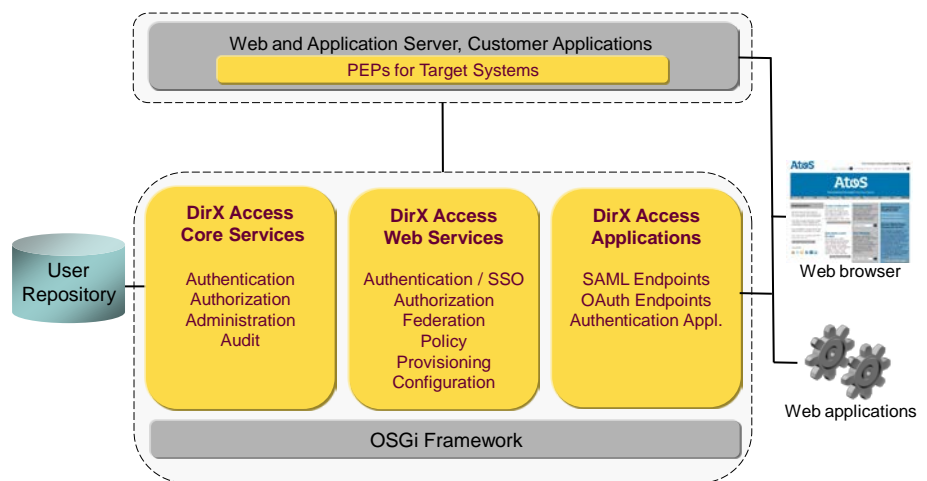 Web and Application Server, Customer Applications
PEPs for Target Systems
DirX Access
Core Services
Authentication
Authorization
Administration
Audit
DirX Access
Web Services
Authentication / SSO
Authorization
Federation
Policy
Provisioning
Configuration
DirX Access
Applications
SAML Endpoints
OAuth Endpoints
Authentication Appl.
User
Repository
OSGi Framework
AtoS
AtoS
Web browser
Web applications